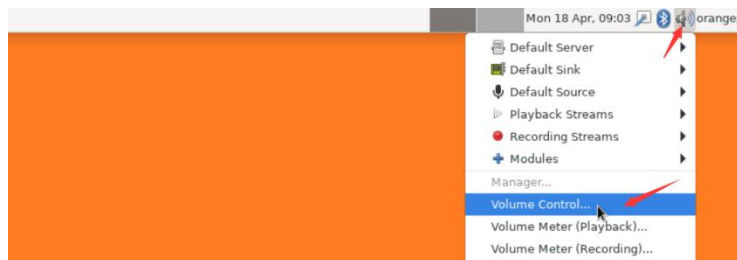 Mon 18 Apr, 09:03 orange
Default Server
Default Sink
Default Source
Playback Streams
Recording Streams
Modules
Manager...
Volume Control...
Volume Meter (Playback)...
Volume Meter (Recording)...